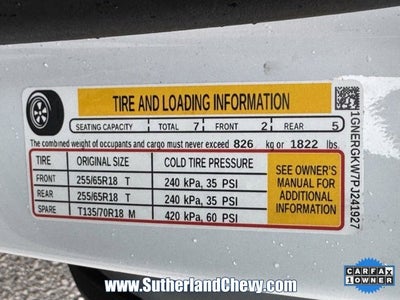 www.SutherlandChevy.com
TIRE AND LOADING INFORMATION
SEATING CAPACITY TOTAL 7 FRONT 2 REAR 5
The combined weight of occupants and cargo must never exceed 826 kg or 1822 lbs.
TIRE ORIGINAL SIZE COLD TIRE PRESSURE
FRONT 255/65R18 T 240 kPa, 35 PSI
REAR 255/65R18 T 240 kPa, 35 PSI
SPARE T135/70R18 M 420 kPa, 60 PSI
SEE OWNER'S
MANUAL FOR
ADDITIONAL
INFORMATION
1GNERGKW7PJ241927
www.SutherlandChevy.com
CARFAX
1 OWNER